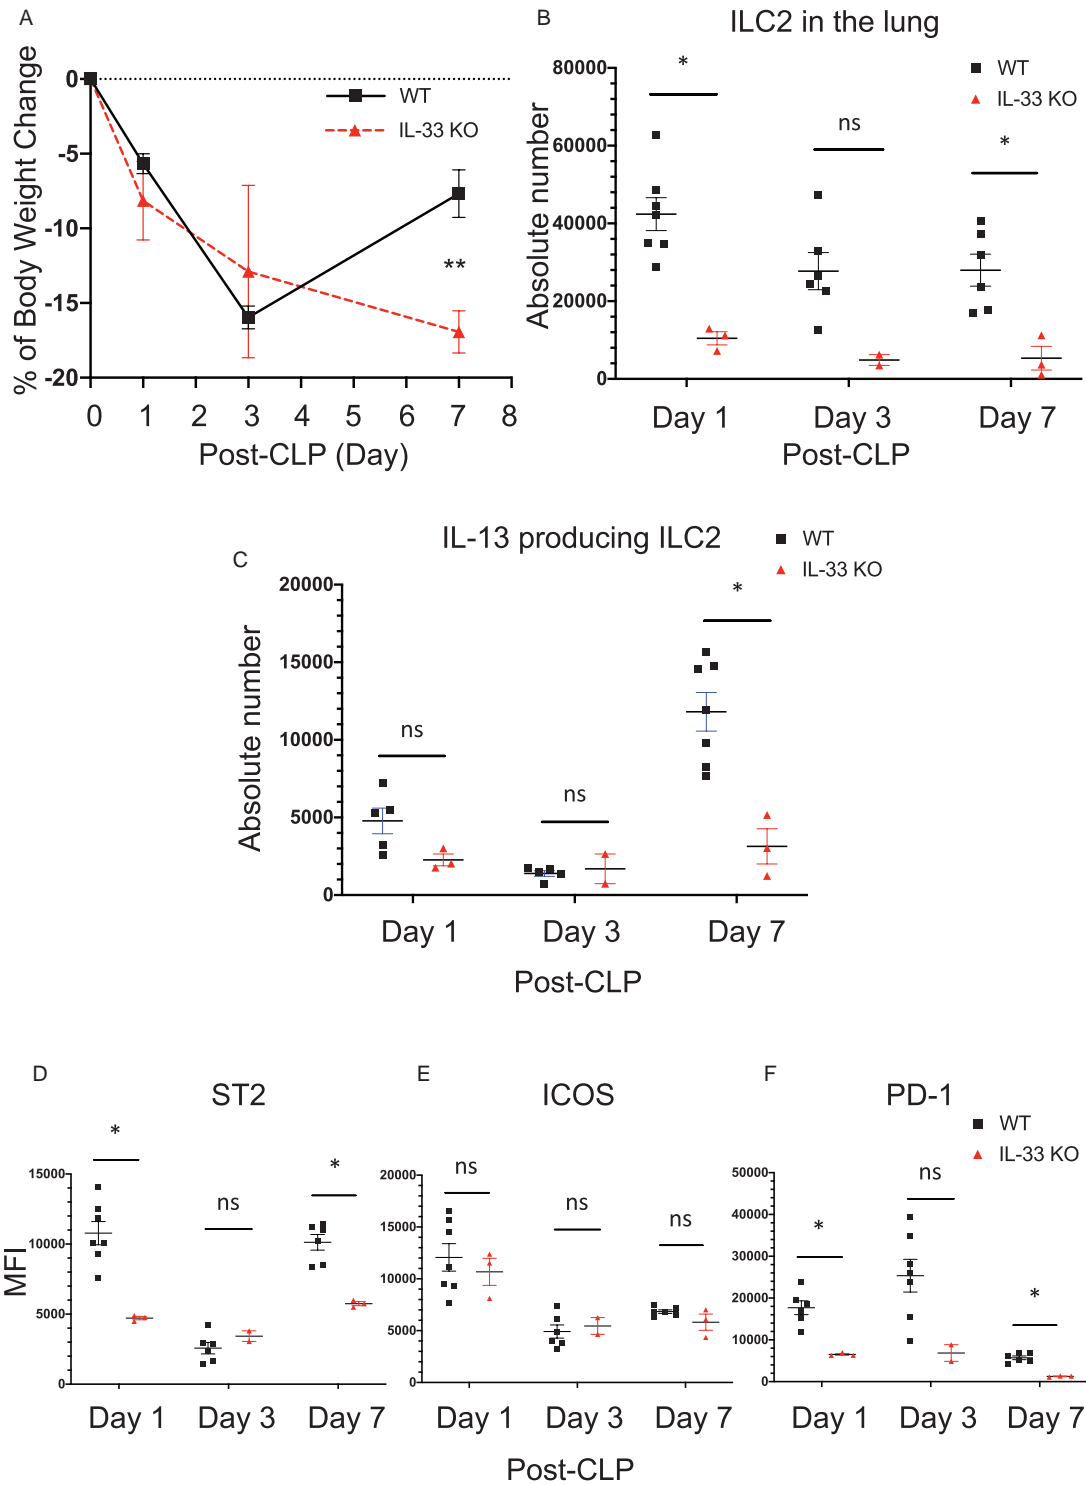 A
% of Body Weight Change
0
-5
-10
-15
-20
WT
IL-33 KO
**
0 1 2 3 4 5 6 7 8
Post-CLP (Day)
B
ILC2 in the lung
Absolute number
80000
60000
40000
20000
0
WT
IL-33 KO
*
ns
*
Day 1 Day 3 Day 7
Post-CLP
C
IL-13 producing ILC2
WT
IL-33 KO
Absolute number
20000
15000
10000
5000
0
ns
ns
*
Day 1 Day 3 Day 7
Post-CLP
D
ST2
MFI
15000
10000
5000
0
*
ns
*
Day 1 Day 3 Day 7
E
ICOS
20000
15000
10000
5000
0
ns
ns
ns
Day 1 Day 3 Day 7
Post-CLP
F
PD-1
WT
IL-33 KO
50000
40000
30000
20000
10000
0
*
ns
*
Day 1 Day 3 Day 7